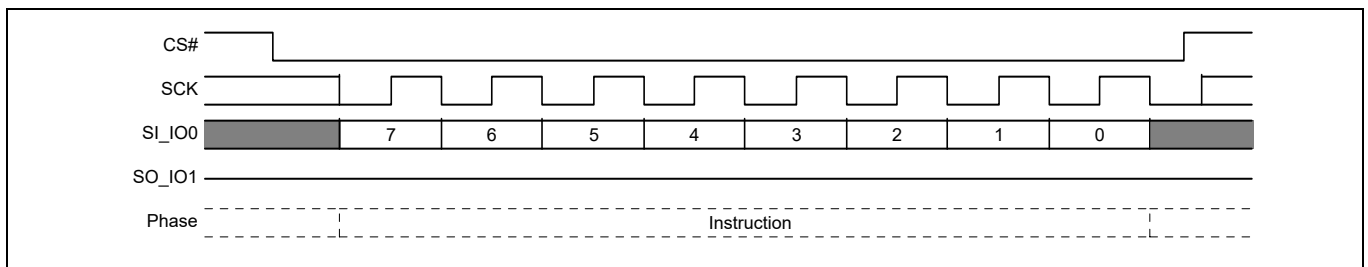 CS#
SCK
SI_IO0 7 6 5 4 3 2 1 0
SO_IO1
Phase Instruction